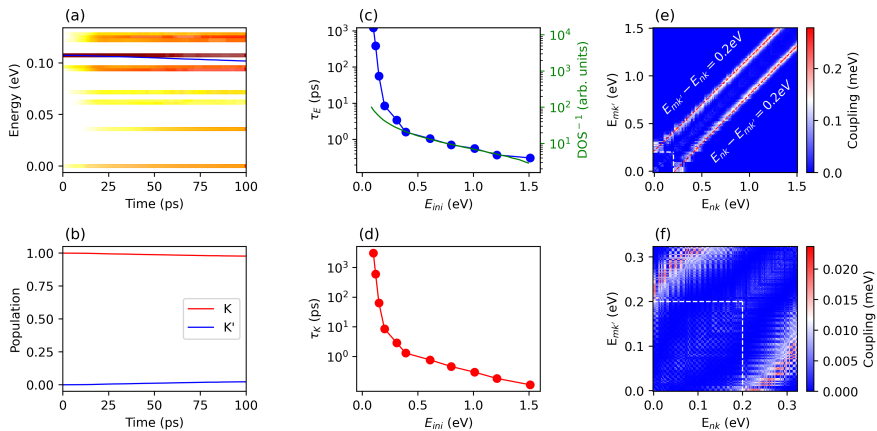 (a)
Energy (eV)
0.10
0.05
0.00
0 25 50 75 100
Time (ps)
(c)
τ_E (ps)
10³
10²
10¹
10⁰
10⁴
10³
10²
10¹
DOS⁻¹ (arb. units)
0.0 0.5 1.0 1.5
E_ini (eV)
(e)
E_mk' (eV)
1.5
1.0
0.5
0.0
E_mk' − E_nk = 0.2eV
E_nk − E_mk' = 0.2eV
0.0 0.5 1.0 1.5
E_nk (eV)
0.2
0.1
0.0
Coupling (meV)
(b)
Population
1.00
0.75
0.50
0.25
0.00
K
K'
0 25 50 75 100
Time (ps)
(d)
τ_K (ps)
10³
10²
10¹
10⁰
0.0 0.5 1.0 1.5
E_ini (eV)
(f)
E_mk' (eV)
0.3
0.2
0.1
0.0
0.0 0.1 0.2 0.3
E_nk (eV)
0.020
0.015
0.010
0.005
0.000
Coupling (meV)